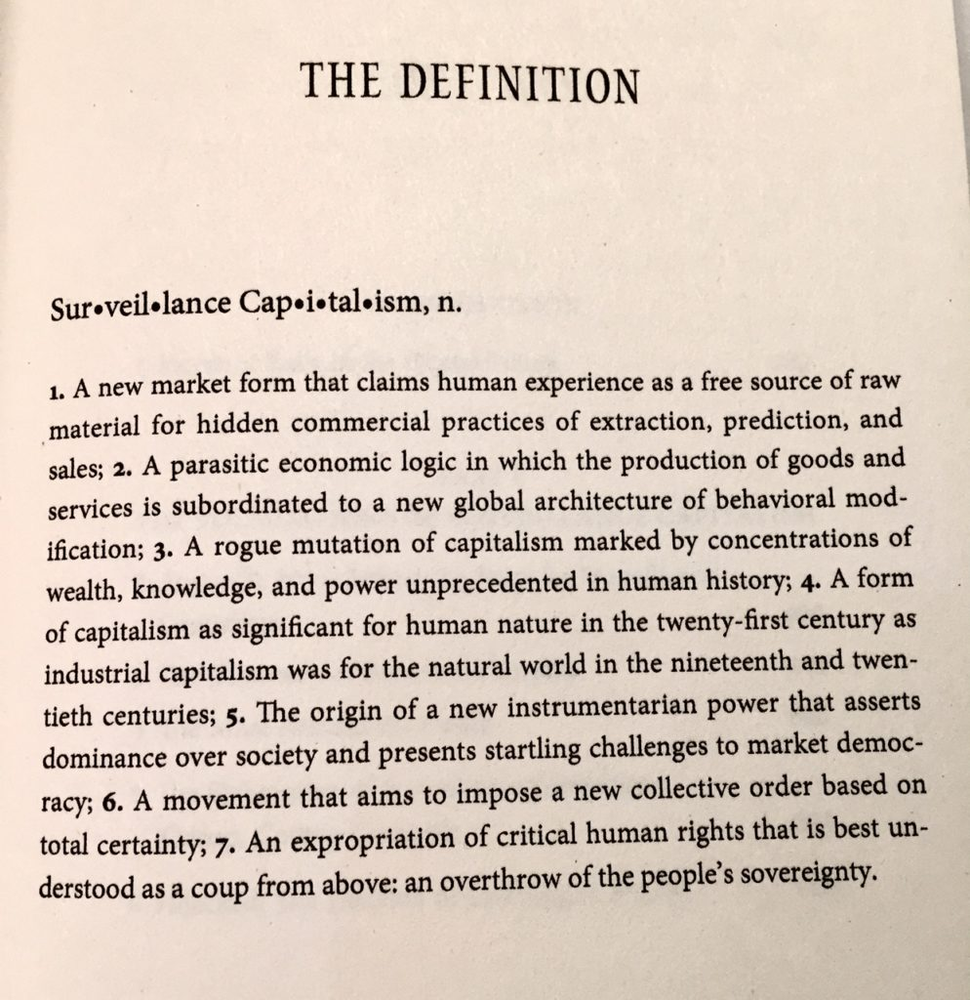 THE DEFINITION
Sur•veil•lance Cap•i•tal•ism, n.
1. A new market form that claims human experience as a free source of raw
material for hidden commercial practices of extraction, prediction, and
sales; 2. A parasitic economic logic in which the production of goods and
services is subordinated to a new global architecture of behavioral mod-
ification; 3. A rogue mutation of capitalism marked by concentrations of
wealth, knowledge, and power unprecedented in human history; 4. A form
of capitalism as significant for human nature in the twenty-first century as
industrial capitalism was for the natural world in the nineteenth and twen-
tieth centuries; 5. The origin of a new instrumentarian power that asserts
dominance over society and presents startling challenges to market democ-
racy; 6. A movement that aims to impose a new collective order based on
total certainty; 7. An expropriation of critical human rights that is best un-
derstood as a coup from above: an overthrow of the people's sovereignty.